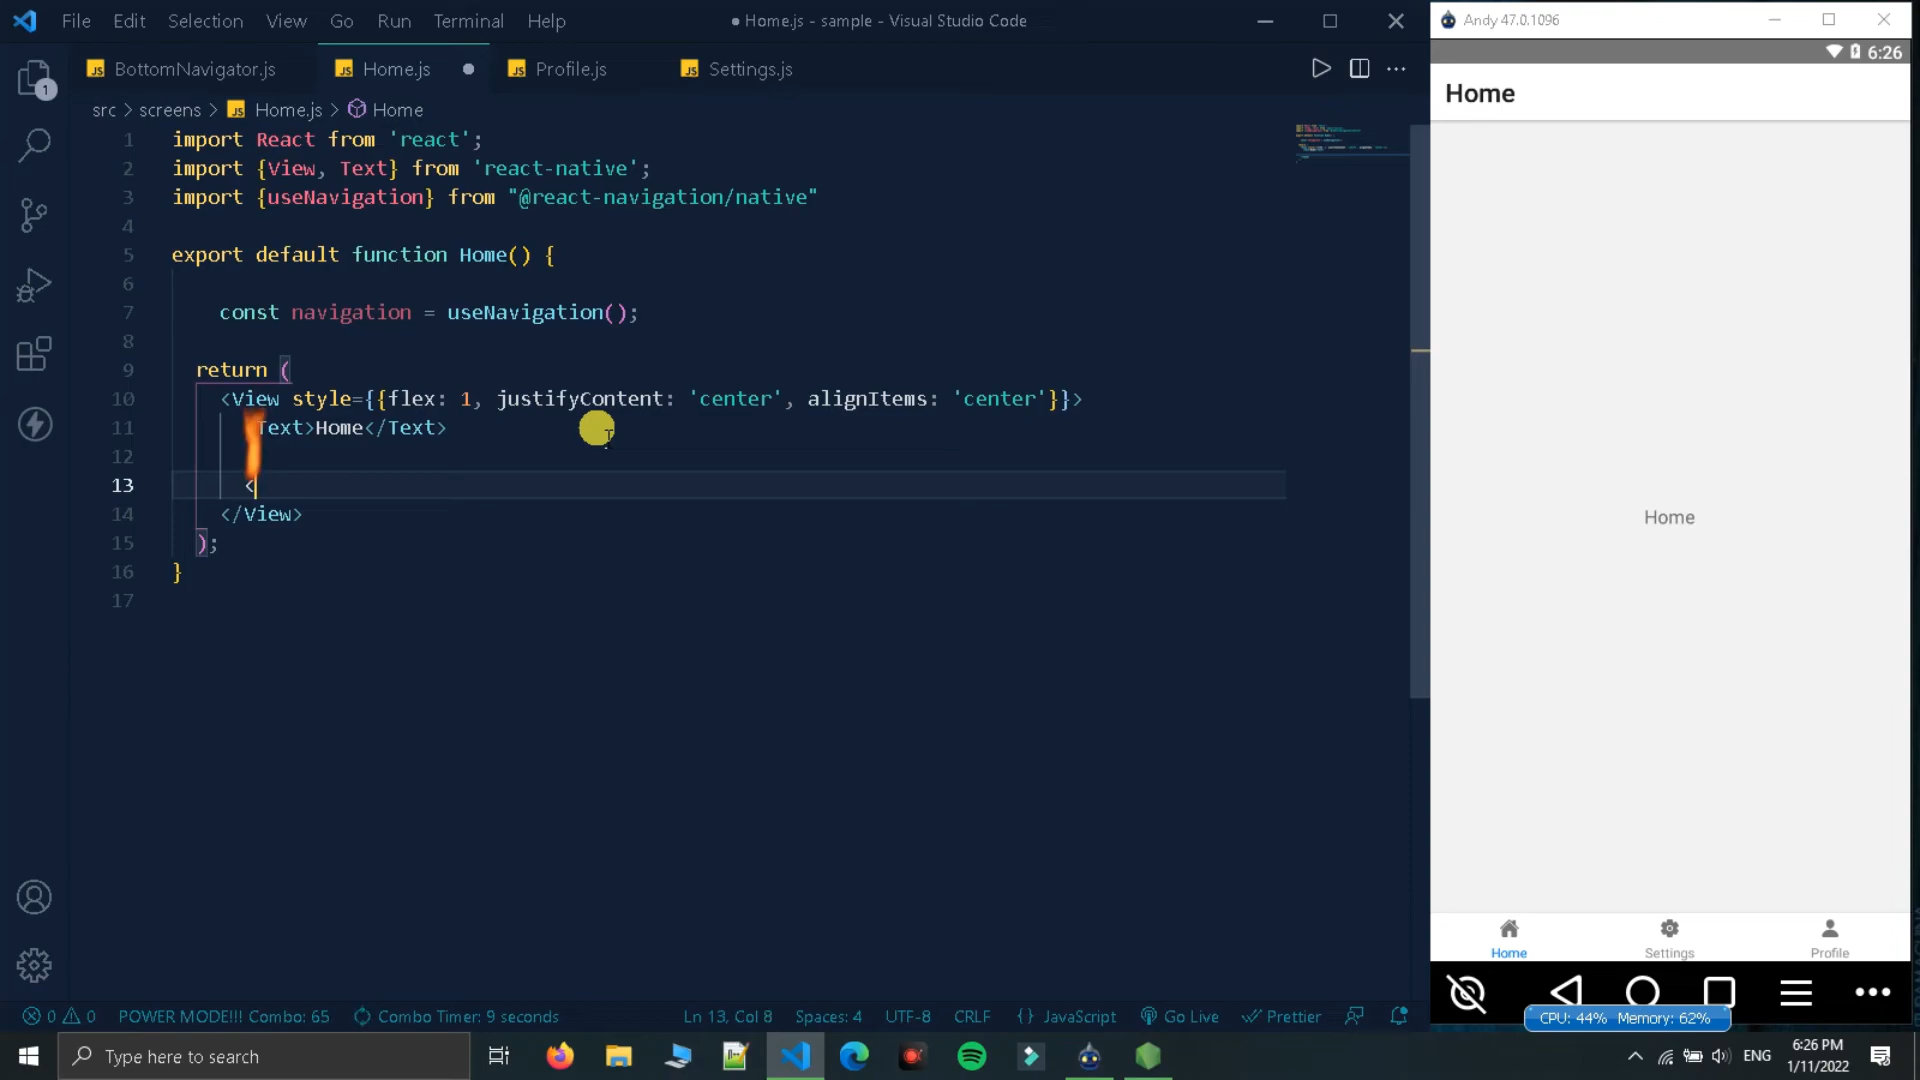 File Edit Selection View Go Run Terminal Help
● Home.js - sample - Visual Studio Code
Andy 47.0.1096
6:26
1
JS BottomNavigator.js
JS Home.js ●
JS Profile.js
JS Settings.js
Home
src > screens > JS Home.js > Home
1 import React from 'react';
2 import {View, Text} from 'react-native';
3 import {useNavigation} from "@react-navigation/native"
4
5 export default function Home() {
6
7 const navigation = useNavigation();
8
9 return (
10 <View style={{flex: 1, justifyContent: 'center', alignItems: 'center'}}>
11 Text>Home</Text>
12
13 <
14 </View>
15 );
16 }
17
Home
Home
Settings
Profile
0 0 POWER MODE!!! Combo: 65 Combo Timer: 9 seconds
Ln 13, Col 8 Spaces: 4 UTF-8 CRLF {} JavaScript Go Live Prettier
CPU: 44% Memory: 62%
Type here to search
ENG
6:26 PM
1/11/2022